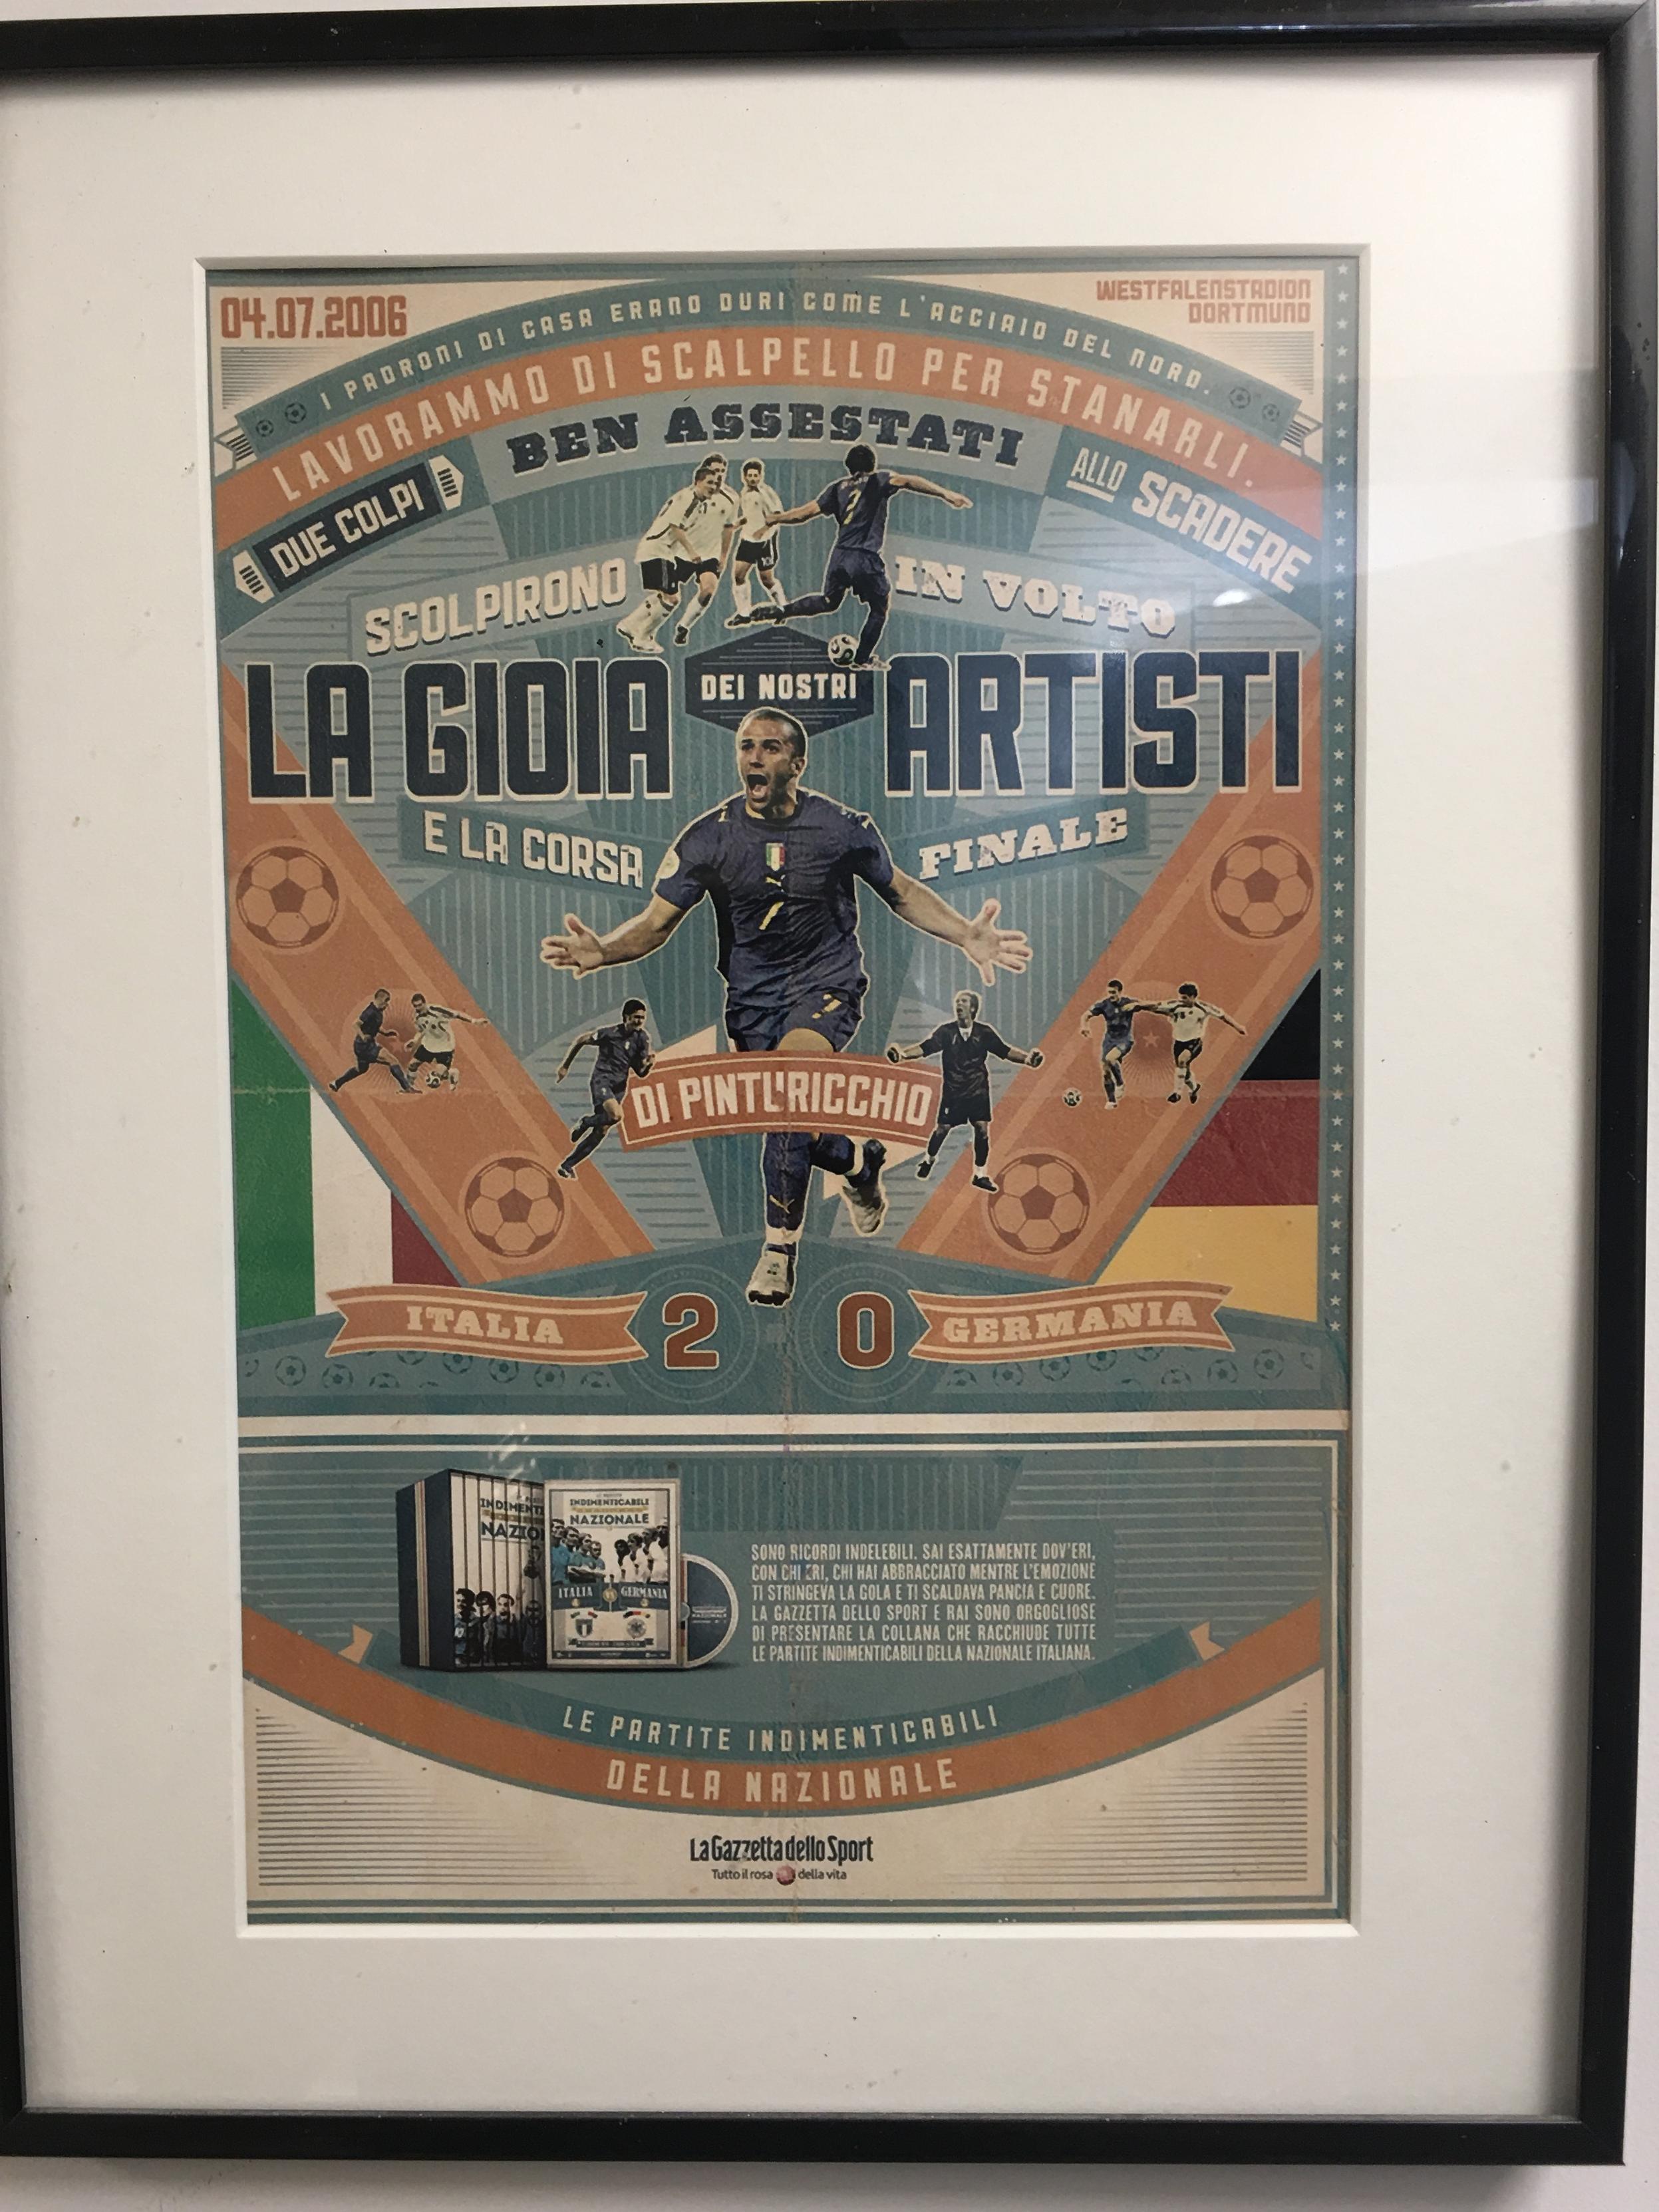 04.07.2006
WESTFALENSTADION
DORTMUND
I PADRONI DI CASA ERANO DURI COME L'ACCIAIO DEL NORD.
LAVORAMMO DI SCALPELLO PER STANARLI.
DUE COLPI
BEN ASSESTATI
ALLO SCADERE
SCOLPIRONO
IN VOLTO
LA GIOIA
DEI NOSTRI
ARTISTI
E LA CORSA
FINALE
7
7
DI PINTURICCHIO
ITALIA
2
0
GERMANIA
INDIMENTI
NAZIO
INDIMENTICABILI
NAZIONALE
ITALIA
GERMANIA
SONO RICORDI INDELEBILI. SAI ESATTAMENTE DOV'ERI,
CON CHI ERI, CHI HAI ABBRACCIATO MENTRE L'EMOZIONE
TI STRINGEVA LA GOLA E TI SCALDAVA PANCIA E CUORE.
LA GAZZETTA DELLO SPORT E RAI SONO ORGOGLIOSE
DI PRESENTARE LA COLLANA CHE RACCHIUDE TUTTE
LE PARTITE INDIMENTICABILI DELLA NAZIONALE ITALIANA.
LE PARTITE INDIMENTICABILI
DELLA NAZIONALE
La Gazzetta dello Sport
Tutto il rosa della vita